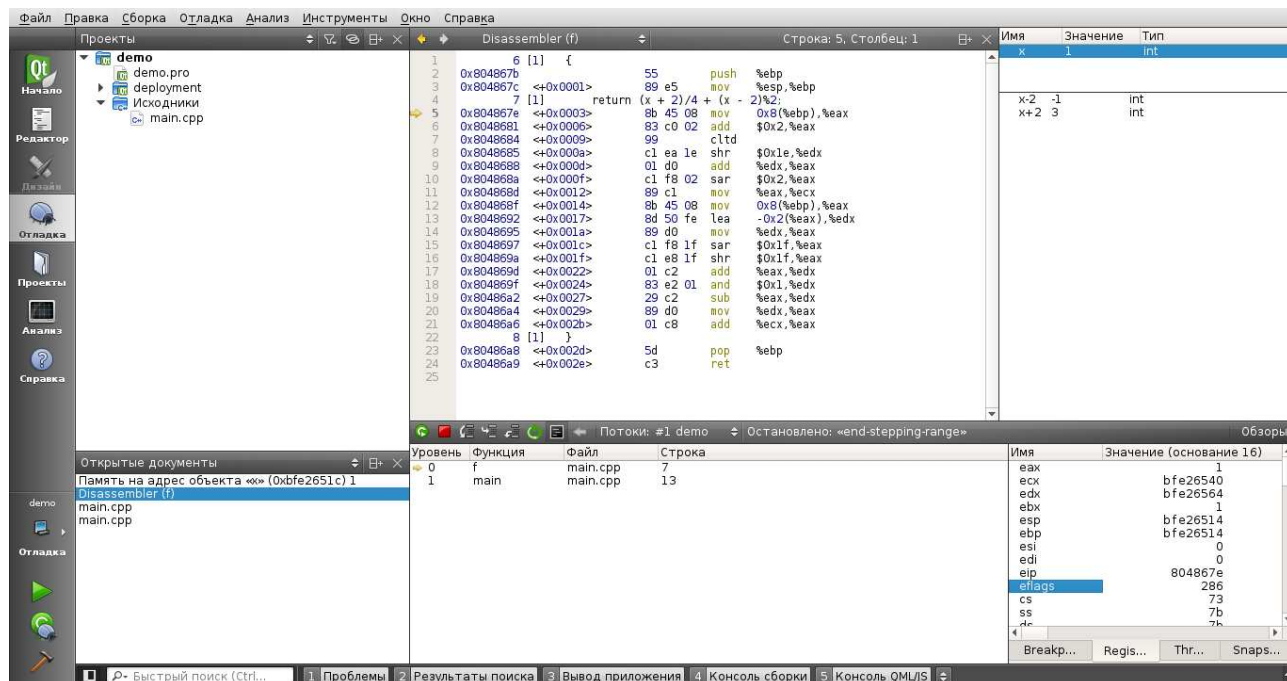 Файл Правка Сборка Отладка Анализ Инструменты Окно Справка
Начало
Редактор
Дизайн
Отладка
Проекты
Анализ
Справка
demo
Отладка
Проекты
demo
demo.pro
deployment
Исходники
main.cpp
Открытые документы
Память на адрес объекта «x» (0xbfe2651c) 1
Disassembler (f)
main.cpp
main.cpp
Disassembler (f) Строка: 5, Столбец: 1
1 6 [1] {
2 0x804867b 55 push %ebp
3 0x804867c <+0x0001> 89 e5 mov %esp,%ebp
4 7 [1] return (x + 2)/4 + (x - 2)%2;
5 0x804867e <+0x0003> 8b 45 08 mov 0x8(%ebp),%eax
6 0x8048681 <+0x0006> 83 c0 02 add $0x2,%eax
7 0x8048684 <+0x0009> 99 cltd
8 0x8048685 <+0x000a> c1 ea 1e shr $0x1e,%edx
9 0x8048688 <+0x000d> 01 d0 add %edx,%eax
10 0x804868a <+0x000f> c1 f8 02 sar $0x2,%eax
11 0x804868d <+0x0012> 89 c1 mov %eax,%ecx
12 0x804868f <+0x0014> 8b 45 08 mov 0x8(%ebp),%eax
13 0x8048692 <+0x0017> 8d 50 fe lea -0x2(%eax),%edx
14 0x8048695 <+0x001a> 89 d0 mov %edx,%eax
15 0x8048697 <+0x001c> c1 f8 1f sar $0x1f,%eax
16 0x804869a <+0x001f> c1 e8 1f shr $0x1f,%eax
17 0x804869d <+0x0022> 01 c2 add %eax,%edx
18 0x804869f <+0x0024> 83 e2 01 and $0x1,%edx
19 0x80486a2 <+0x0027> 29 c2 sub %eax,%edx
20 0x80486a4 <+0x0029> 89 d0 mov %edx,%eax
21 0x80486a6 <+0x002b> 01 c8 add %ecx,%eax
22 8 [1] }
23 0x80486a8 <+0x002d> 5d pop %ebp
24 0x80486a9 <+0x002e> c3 ret
25
Имя Значение Тип
x 1 int
x-2 -1 int
x+2 3 int
Потоки: #1 demo Остановлено: «end-stepping-range» Обзоры
Уровень Функция Файл Строка
0 f main.cpp 7
1 main main.cpp 13
Имя Значение (основание 16)
eax 1
ecx bfe26540
edx bfe26564
ebx 1
esp bfe26514
ebp bfe26514
esi 0
edi 0
eip 804867e
eflags 286
cs 73
ss 7b
ds 7b
Breakp... Regis... Thr... Snaps...
Быстрый поиск (Ctrl... 1 Проблемы 2 Результаты поиска 3 Вывод приложения 4 Консоль сборки 5 Консоль QML/JS